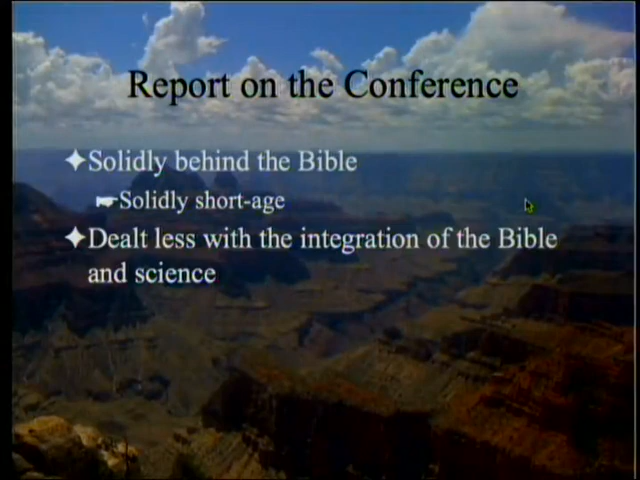 Report on the Conference
Solidly behind the Bible
Solidly short-age
Dealt less with the integration of the Bible
and science